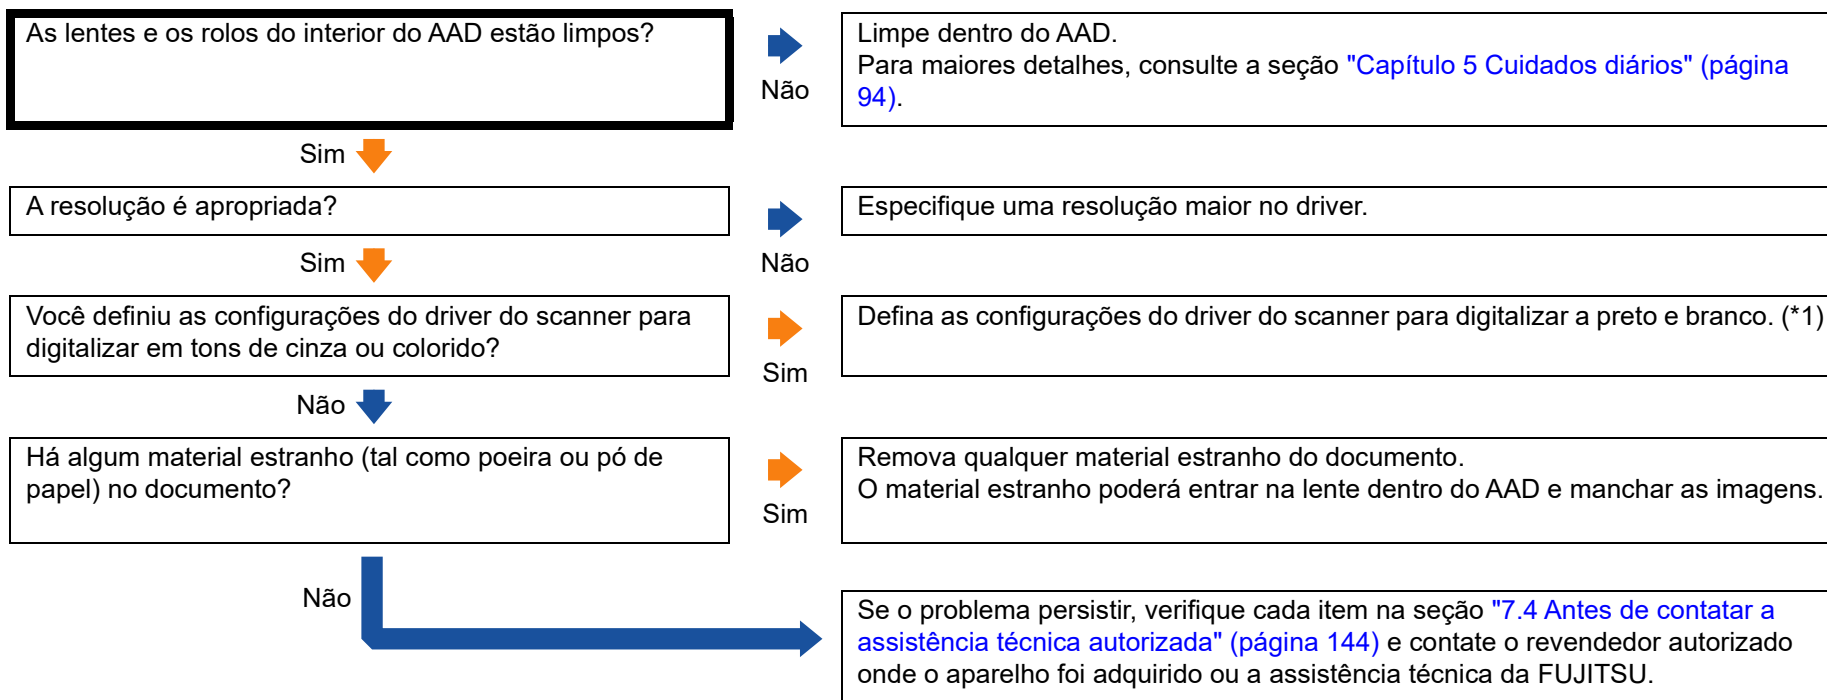 As lentes e os rolos do interior do AAD estão limpos?
Não
Limpe dentro do AAD.
Para maiores detalhes, consulte a seção "Capítulo 5 Cuidados diários" (página
94).
Sim
A resolução é apropriada?
Não
Especifique uma resolução maior no driver.
Sim
Você definiu as configurações do driver do scanner para
digitalizar em tons de cinza ou colorido?
Sim
Defina as configurações do driver do scanner para digitalizar a preto e branco. (*1)
Não
Há algum material estranho (tal como poeira ou pó de
papel) no documento?
Sim
Remova qualquer material estranho do documento.
O material estranho poderá entrar na lente dentro do AAD e manchar as imagens.
Não
Se o problema persistir, verifique cada item na seção "7.4 Antes de contatar a
assistência técnica autorizada" (página 144) e contate o revendedor autorizado
onde o aparelho foi adquirido ou a assistência técnica da FUJITSU.